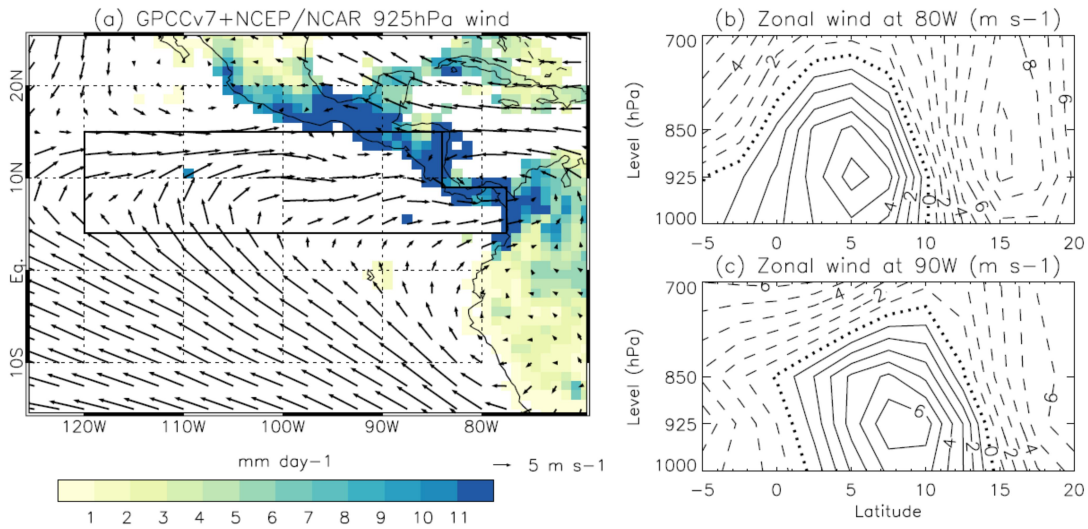 (a) GPCCv7+NCEP/NCAR 925hPa wind
20N
10N
Eq.
10S
120W 110W 100W 90W 80W
mm day-1
5 m s-1
1 2 3 4 5 6 7 8 9 10 11
(b) Zonal wind at 80W (m s-1)
700
850
925
1000
Level (hPa)
4 2 8 6 6 4 2 0 4 2
-5 0 5 10 15 20
(c) Zonal wind at 90W (m s-1)
700
850
925
1000
Level (hPa)
6 4 2 6 6 4 2 0 2 4
-5 0 5 10 15 20
Latitude